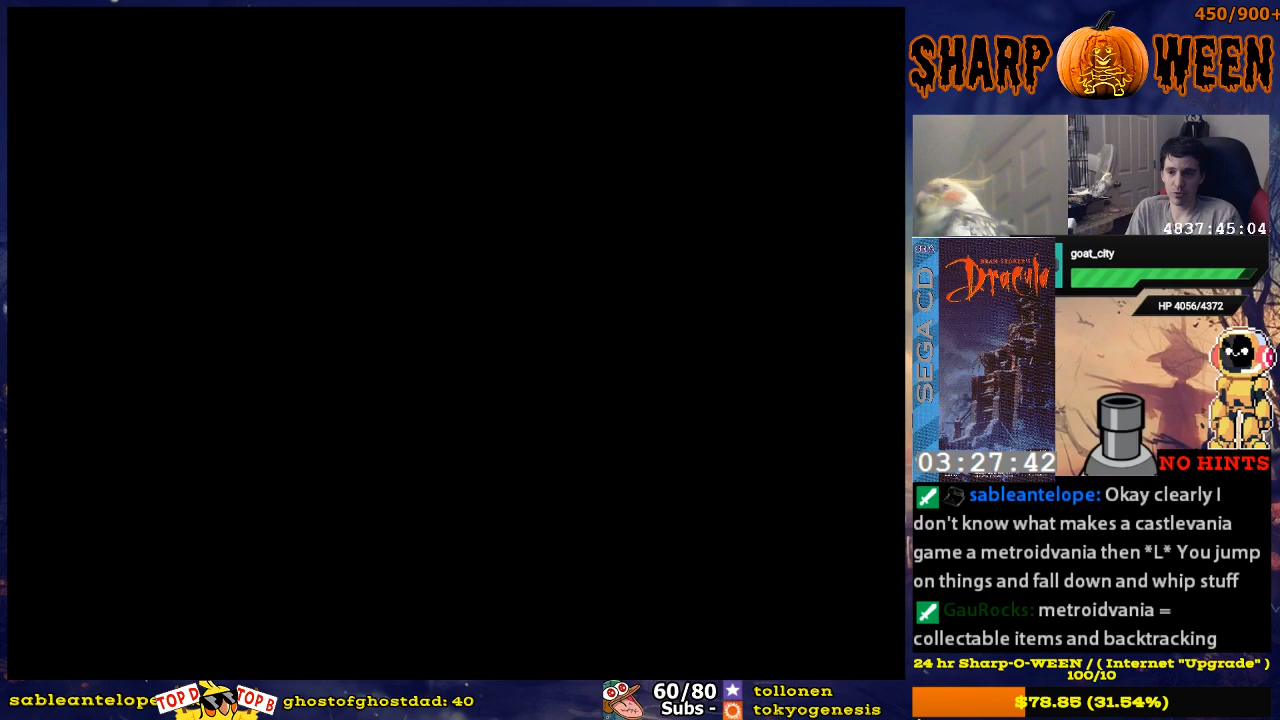 450/900+
SHARP WEEN
4837:45:04
SEGA CD
BRAM STOKER'S
Dracula
goat_city
HP 4056/4372
03:27:42
NO HINTS
sableantelope: Okay clearly I
don't know what makes a castlevania
game a metroidvania then *L* You jump
on things and fall down and whip stuff
GauRocks: metroidvania =
collectable items and backtracking
24 hr Sharp-O-WEEN / ( Internet "Upgrade" )
100/10
$78.85 (31.54%)
sableantelope
TOP D
TOP B
ghostofghostdad: 40
60/80
Subs -
tollonen
tokyogenesis